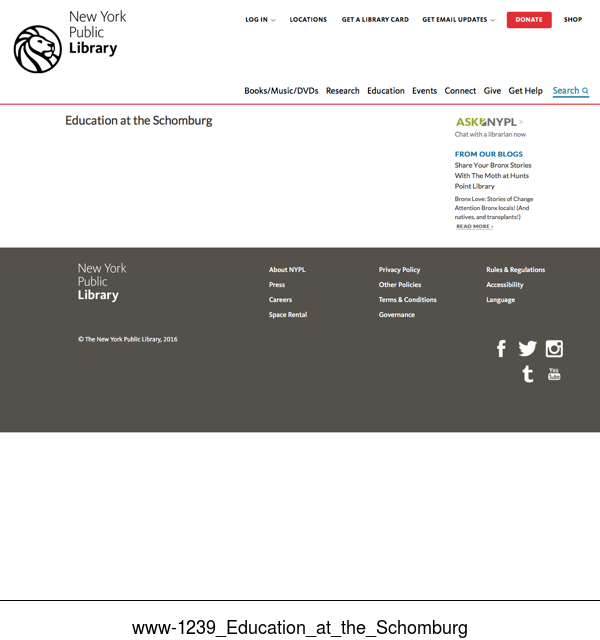 New York
Public
Library
LOG IN
LOCATIONS
GET A LIBRARY CARD
GET EMAIL UPDATES
DONATE
SHOP
Books/Music/DVDs
Research
Education
Events
Connect
Give
Get Help
Search
Education at the Schomburg
ASK NYPL >
Chat with a librarian now
FROM OUR BLOGS
Share Your Bronx Stories
With The Moth at Hunts
Point Library
Bronx Love: Stories of Change
Attention Bronx locals! (And
natives, and transplants!)
READ MORE ›
New York
Public
Library
About NYPL
Press
Careers
Space Rental
Privacy Policy
Other Policies
Terms & Conditions
Governance
Rules & Regulations
Accessibility
Language
© The New York Public Library, 2016
f
t
You
Tube
www-1239_Education_at_the_Schomburg